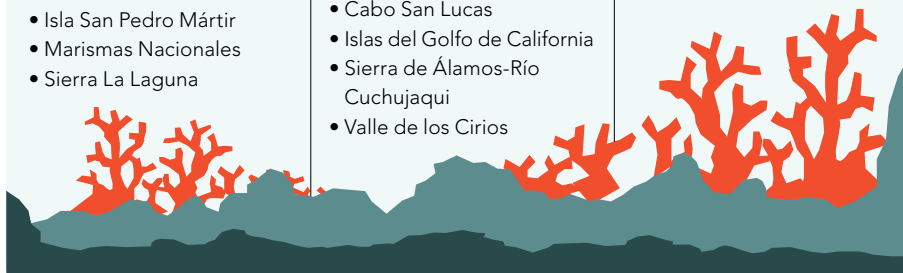 • Isla San Pedro Mártir
• Marismas Nacionales
• Sierra La Laguna
• Cabo San Lucas
• Islas del Golfo de California
• Sierra de Álamos-Río
Cuchujaqui
• Valle de los Cirios